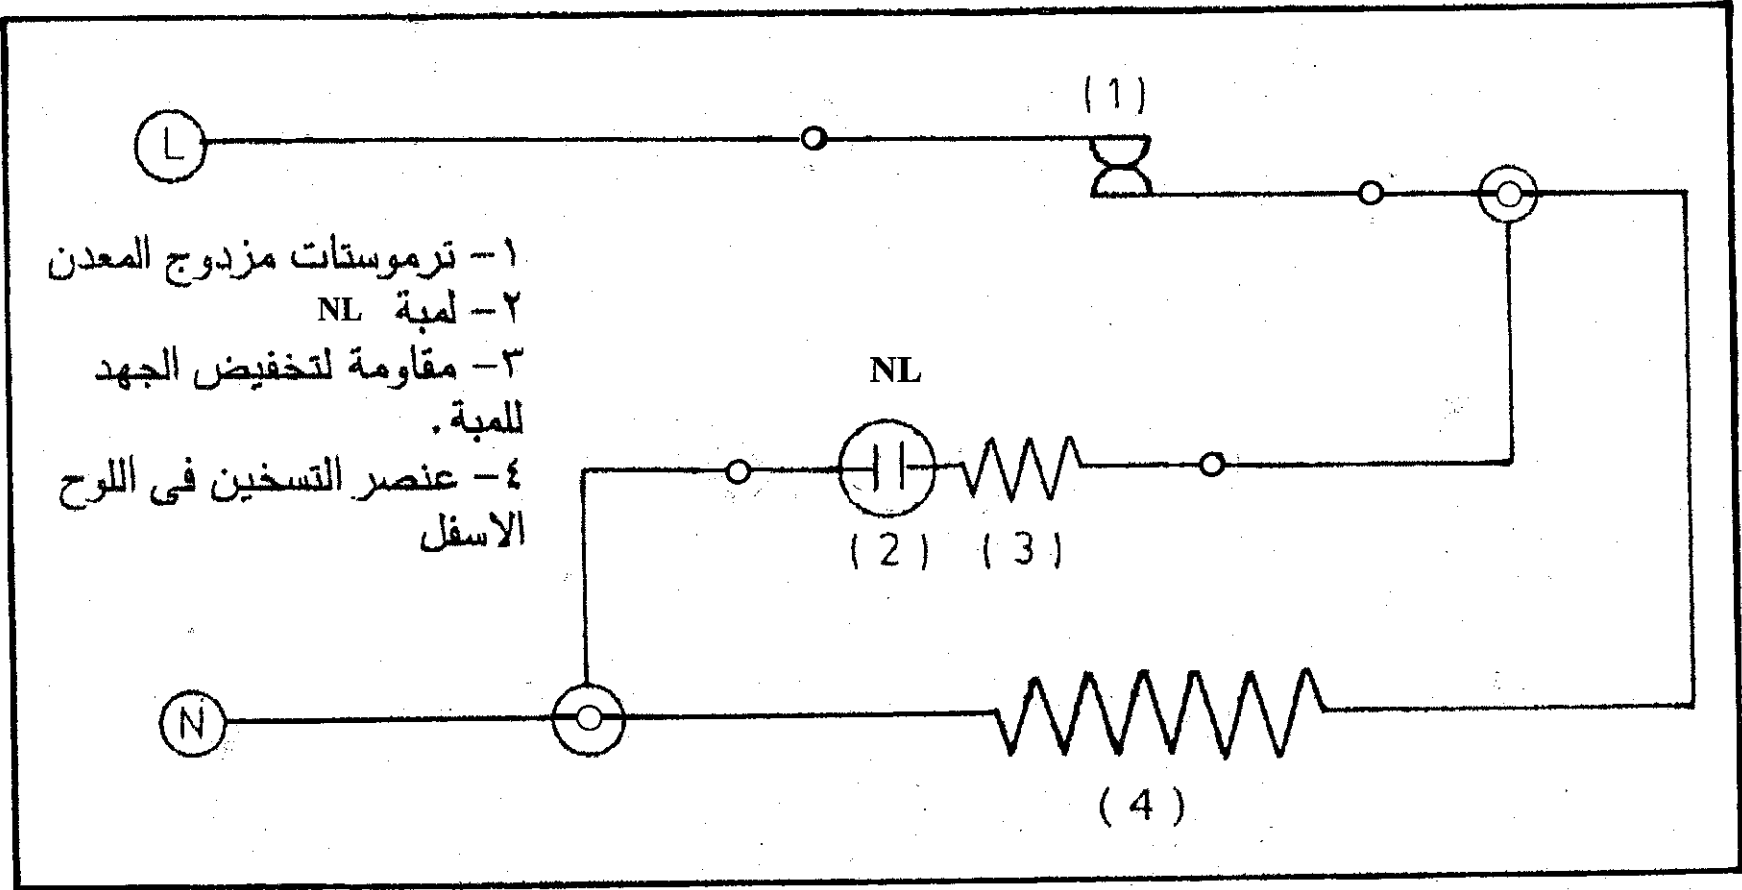 ( 1 )
L
١- ترموستات مزدوج المعدن
٢- لمبة NL
٣- مقاومة لتخفيض الجهد
للمبة .
٤- عنصر التسخين فى اللوح
الاسفل
NL
( 2 ) ( 3 )
N
( 4 )